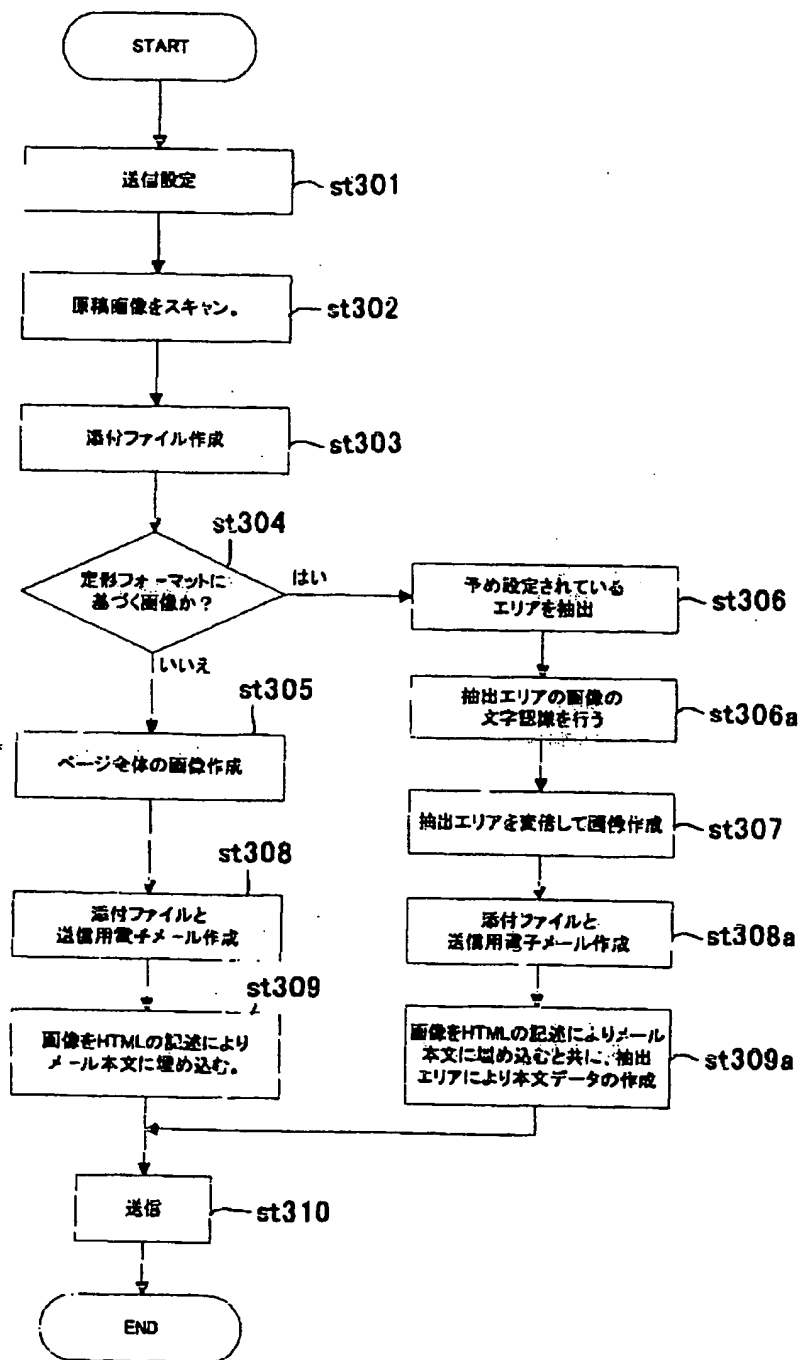 START
送信設定
st301
原稿画像をスキャン。
st302
添付ファイル作成
st303
st304
定形フォーマットに
基づく画像か?
はい
いいえ
予め設定されている
エリアを抽出
st306
抽出エリアの画像の
文字認識を行う
st306a
抽出エリアを変倍して画像作成
st307
添付ファイルと
送信用電子メール作成
st308a
画像をHTMLの記述によりメール
本文に埋め込むと共に、抽出
エリアにより本文データの作成
st309a
st305
ページ全体の画像作成
st308
添付ファイルと
送信用電子メール作成
st309
画像をHTMLの記述により
メール本文に埋め込む。
送信
st310
END